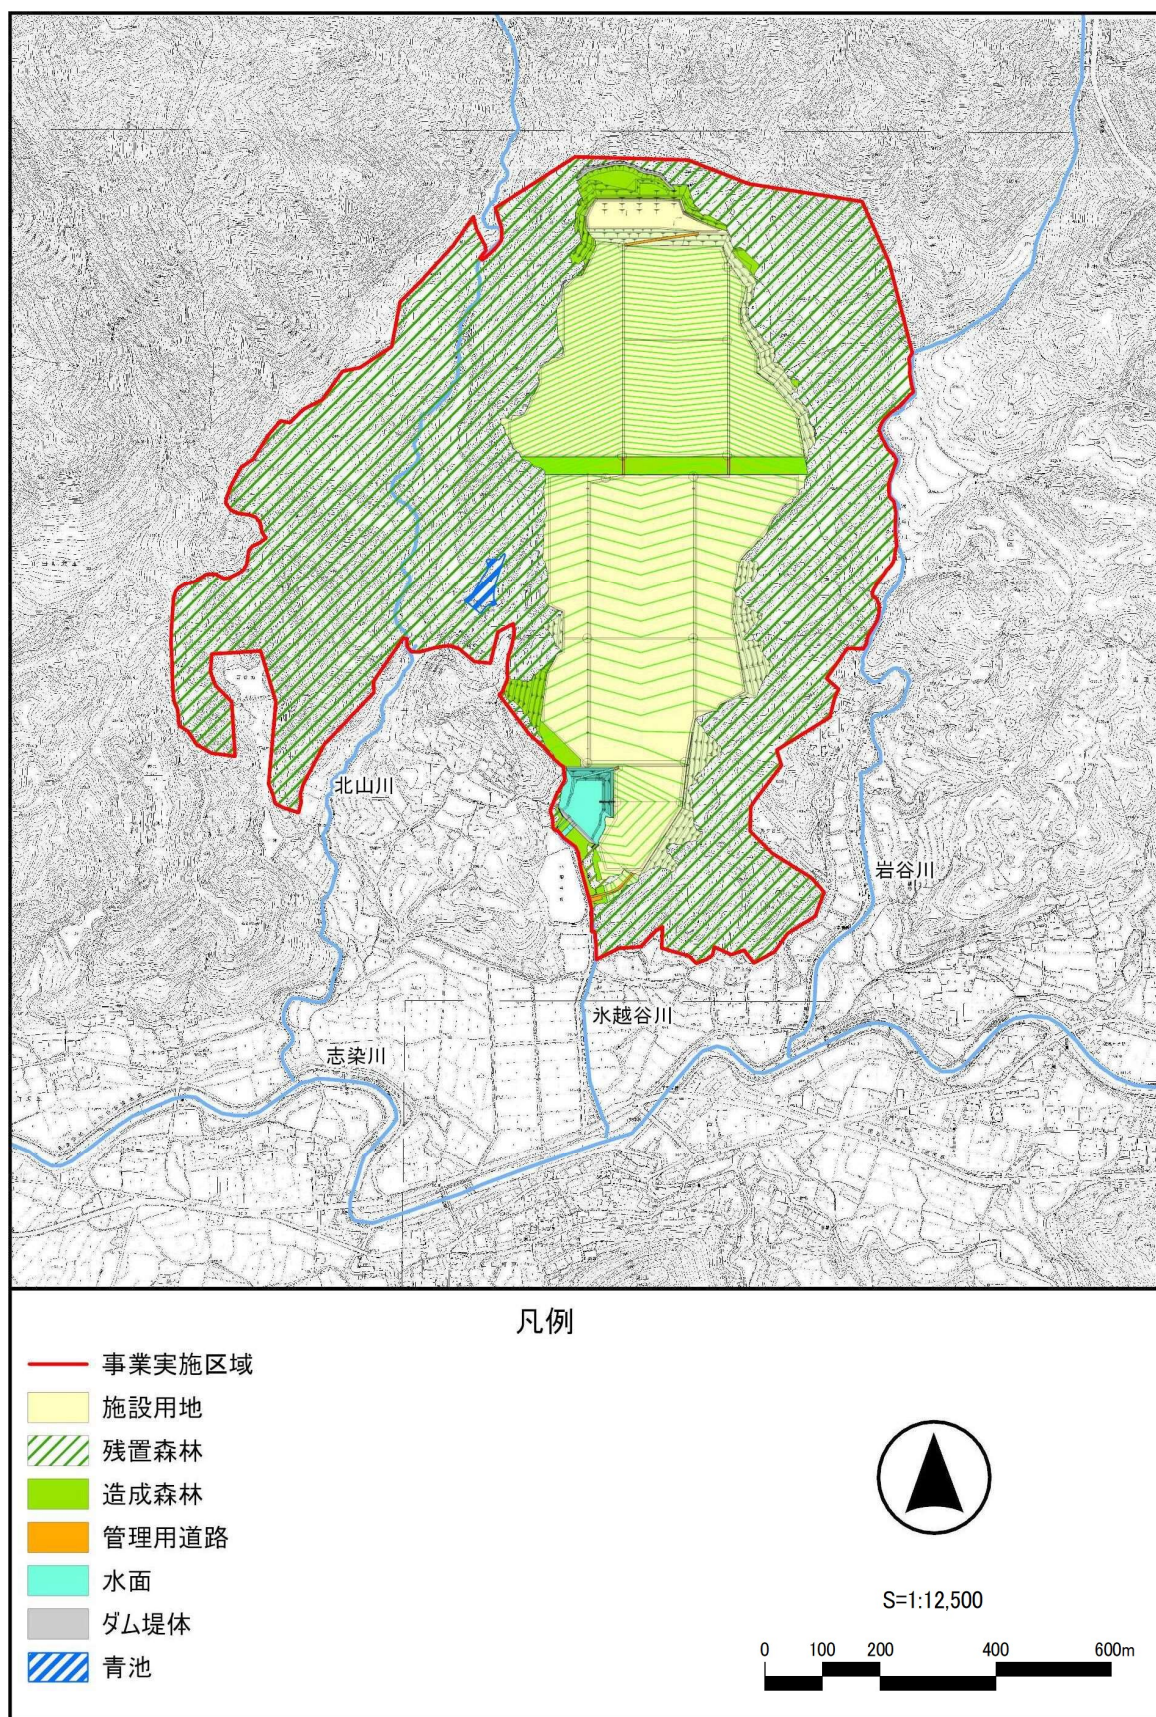 北山川
岩谷川
氷越谷川
志染川
凡例
事業実施区域
施設用地
残置森林
造成森林
管理用道路
水面
ダム堤体
青池
S=1:12,500
0 100 200 400 600m